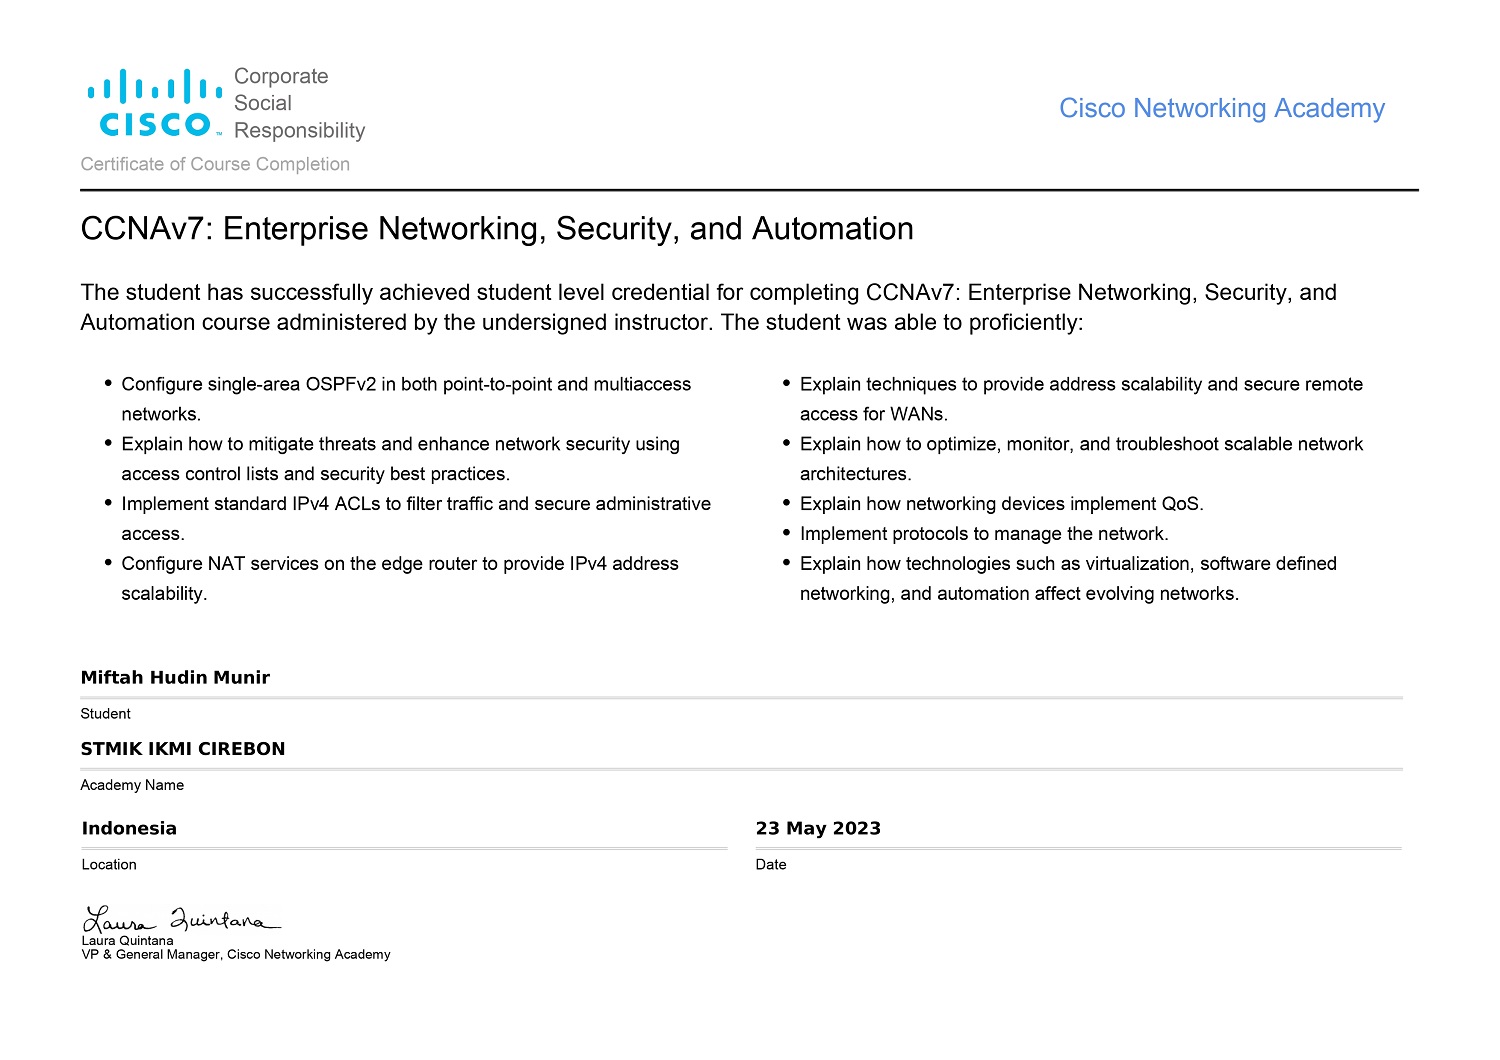 Corporate
Social
Responsibility
CISCO™
Cisco Networking Academy
Certificate of Course Completion
CCNAv7: Enterprise Networking, Security, and Automation
The student has successfully achieved student level credential for completing CCNAv7: Enterprise Networking, Security, and
Automation course administered by the undersigned instructor. The student was able to proficiently:
• Configure single-area OSPFv2 in both point-to-point and multiaccess
networks.
• Explain how to mitigate threats and enhance network security using
access control lists and security best practices.
• Implement standard IPv4 ACLs to filter traffic and secure administrative
access.
• Configure NAT services on the edge router to provide IPv4 address
scalability.
• Explain techniques to provide address scalability and secure remote
access for WANs.
• Explain how to optimize, monitor, and troubleshoot scalable network
architectures.
• Explain how networking devices implement QoS.
• Implement protocols to manage the network.
• Explain how technologies such as virtualization, software defined
networking, and automation affect evolving networks.
Miftah Hudin Munir
Student
STMIK IKMI CIREBON
Academy Name
Indonesia
Location
23 May 2023
Date
Laura Quintana
Laura Quintana
VP & General Manager, Cisco Networking Academy